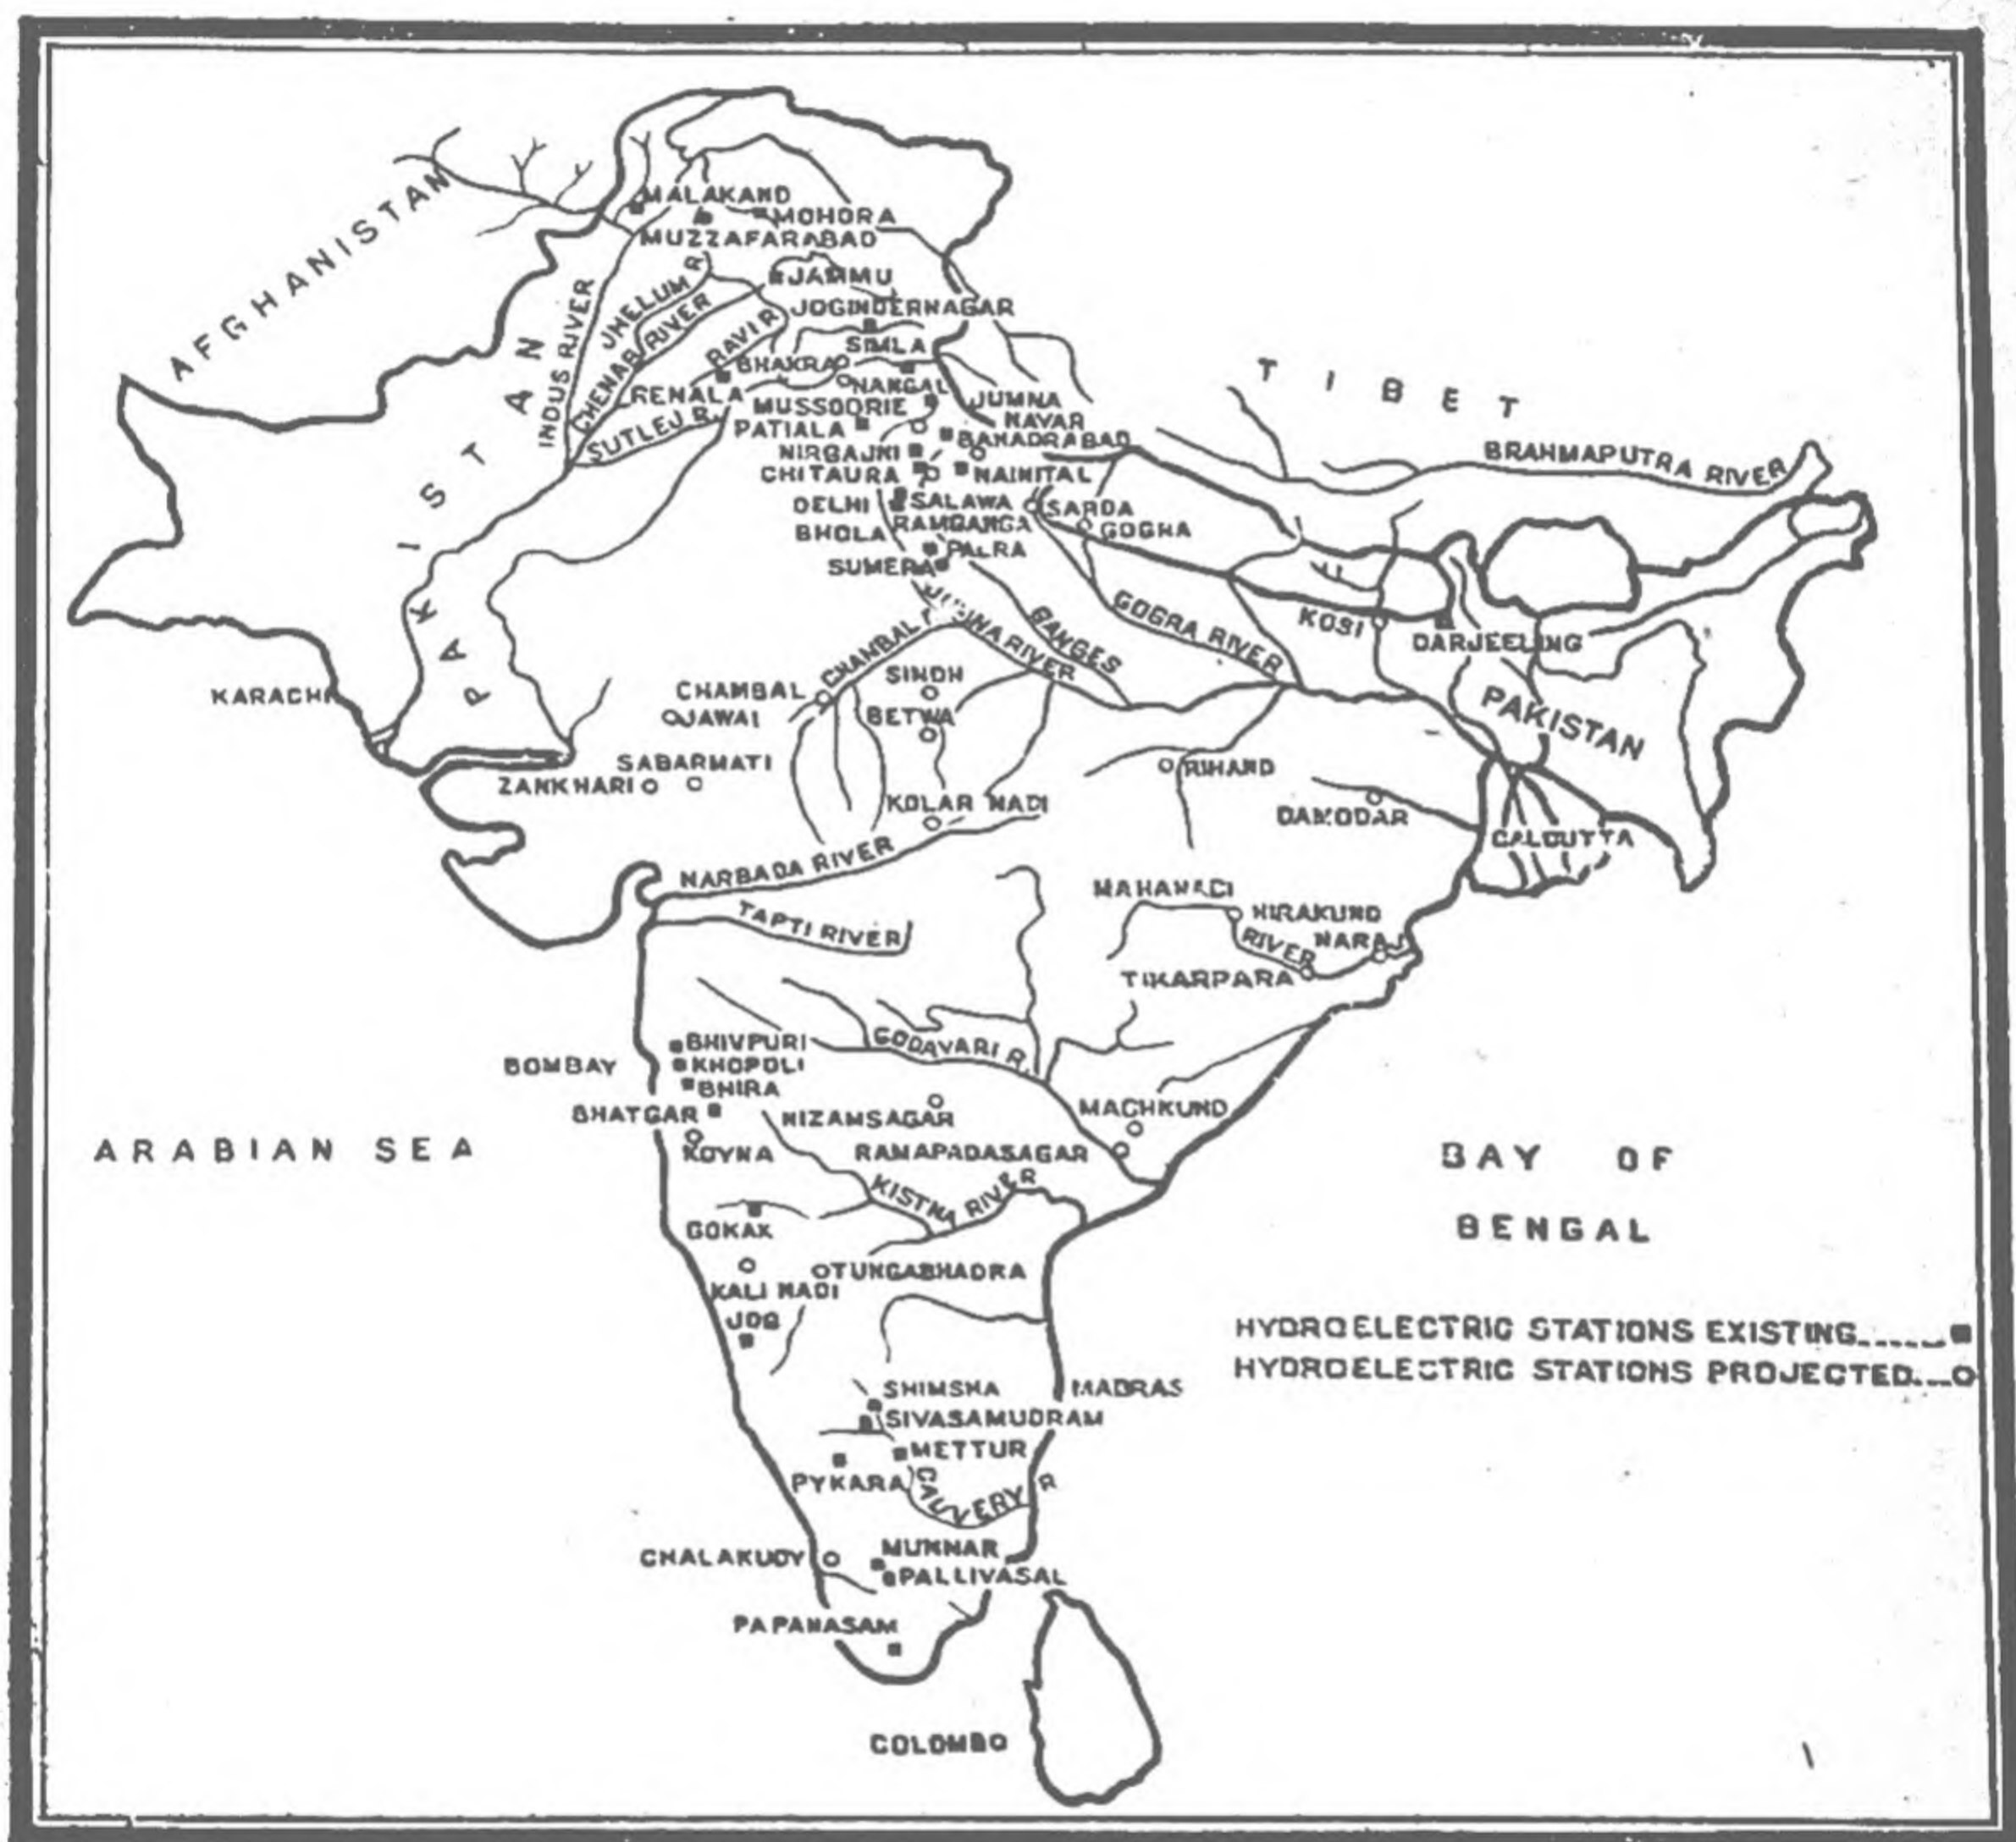 AFGHANISTAN
MALAKAND
MOHORA
MUZZAFARABAD
JAMMU
JHELUM R
INDUS RIVER
CHENAB RIVER
RAVI R
JOGINDERNAGAR
SIMLA
BHAKRA
NANGAL
RENALA
SUTLEJ R.
MUSSOORIE
JUMNA
NAYAR
PATIALA
BAHADRABAD
NIRGAJNI
CHITAURA
NAINITAL
DELHI
SALAWA
SARDA
BHOLA
RAMGANGA
GOGRA
PALRA
SUMERA
TIBET
BRAHMAPUTRA RIVER
PAKISTAN
KARACHI
CHAMBAL R
JUMNA RIVER
GANGES
GOGRA RIVER
KOSI
DARJEELING
PAKISTAN
CHAMBAL
SINDH
JAWAI
BETWA
SABARMATI
ZANKHARI
RIHAND
KOLAR NADI
DAMODAR
CALCUTTA
NARBADA RIVER
TAPTI RIVER
MAHANADI
HIRAKUND
RIVER
NARAJ
TIKARPARA
BHIVPURI
GODAVARI R.
BOMBAY
KHOPOLI
BHIRA
BHATGAR
NIZAMSAGAR
MACHKUND
ARABIAN SEA
KOYNA
RAMAPADASAGAR
BAY OF
BENGAL
KISTNA RIVER
GOKAK
TUNGABHADRA
KALI NADI
JOG
HYDROELECTRIC STATIONS EXISTING
HYDROELECTRIC STATIONS PROJECTED
SHIMSHA
MADRAS
SIVASAMUDRAM
METTUR
PYKARA
CAUVERY R
CHALAKUDY
MUNNAR
PALLIVASAL
PAPANASAM
COLOMBO